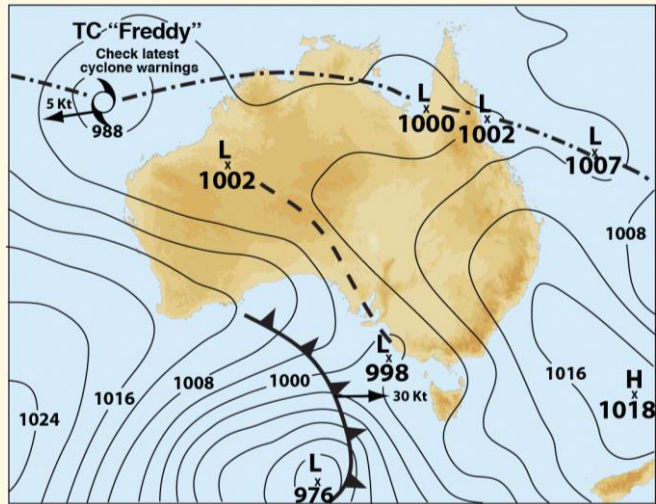 TC “Freddy”
Check latest
cyclone warnings
5 Kt
988
L
1000
L
1002
L
1007
L
1002
1008
1016
H
1018
L
998
1000
1008
1016
1024
30 Kt
L
976